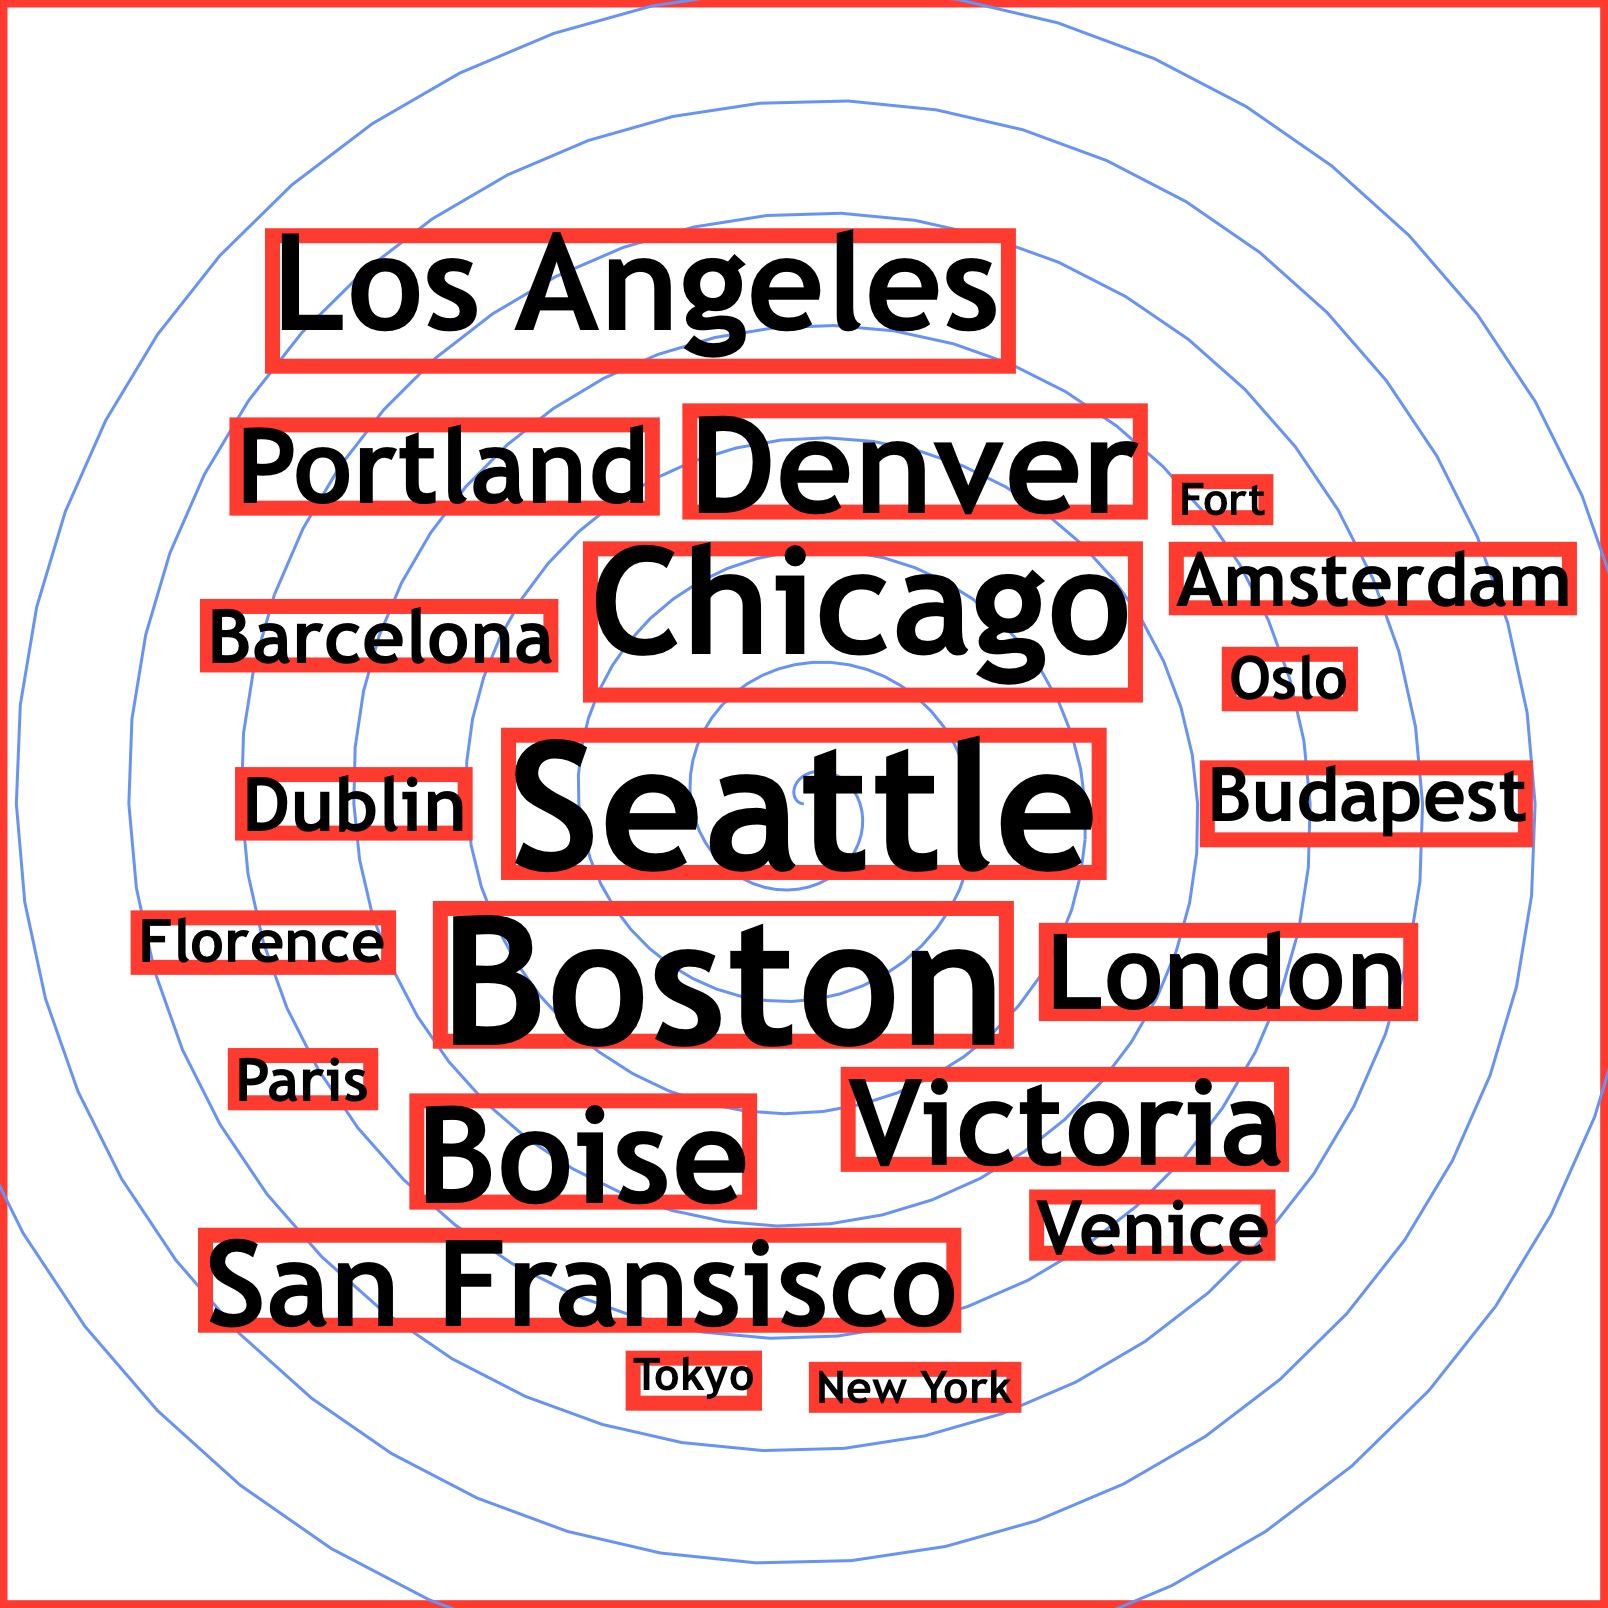 Los Angeles
Portland
Denver
Fort
Chicago
Amsterdam
Barcelona
Oslo
Seattle
Dublin
Budapest
Florence
Boston
London
Paris
Boise
Victoria
Venice
San Fransisco
Tokyo
New York